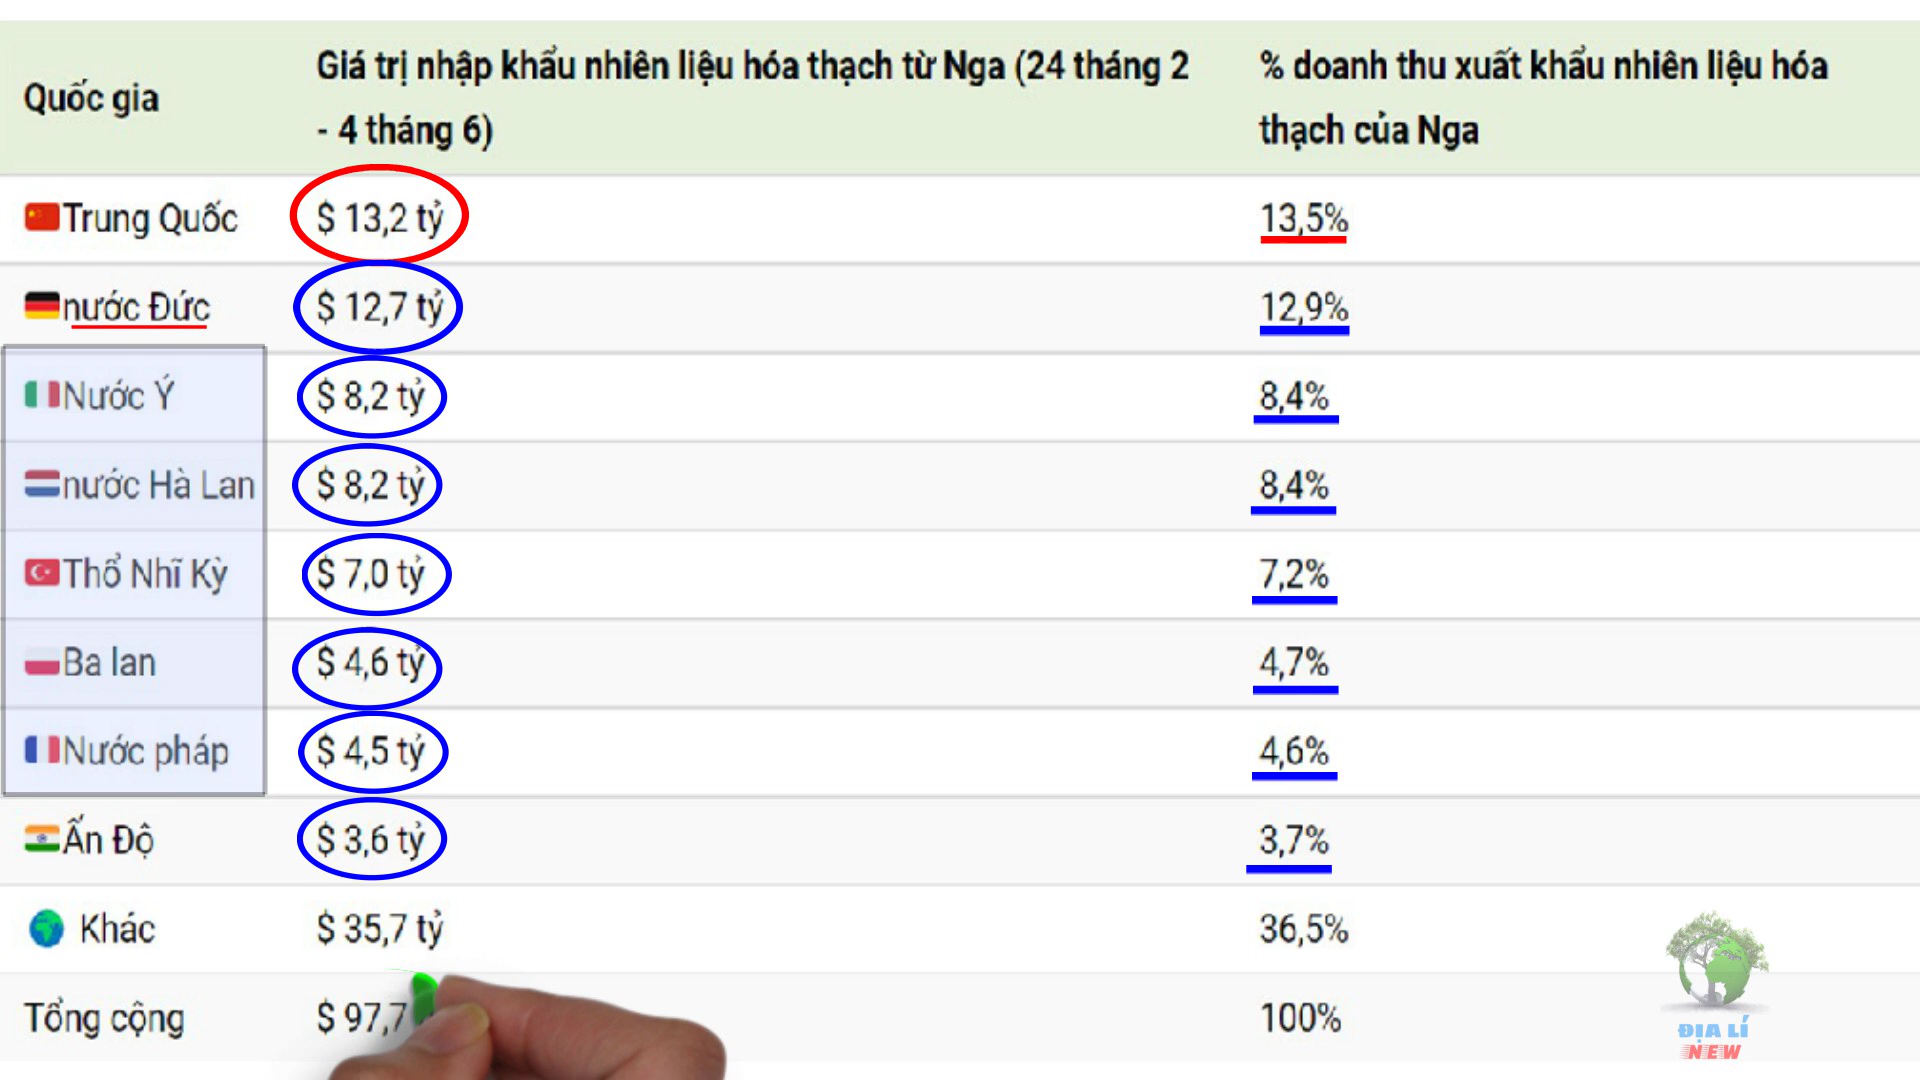 Quốc gia
Giá trị nhập khẩu nhiên liệu hóa thạch từ Nga (24 tháng 2
- 4 tháng 6)
% doanh thu xuất khẩu nhiên liệu hóa
thạch của Nga
Trung Quốc $ 13,2 tỷ 13,5%
nước Đức $ 12,7 tỷ 12,9%
Nước Ý $ 8,2 tỷ 8,4%
nước Hà Lan $ 8,2 tỷ 8,4%
Thổ Nhĩ Kỳ $ 7,0 tỷ 7,2%
Ba lan $ 4,6 tỷ 4,7%
Nước pháp $ 4,5 tỷ 4,6%
Ấn Độ $ 3,6 tỷ 3,7%
Khác $ 35,7 tỷ 36,5%
Tổng cộng $ 97,7 100%
ĐỊA LÍ
NEW